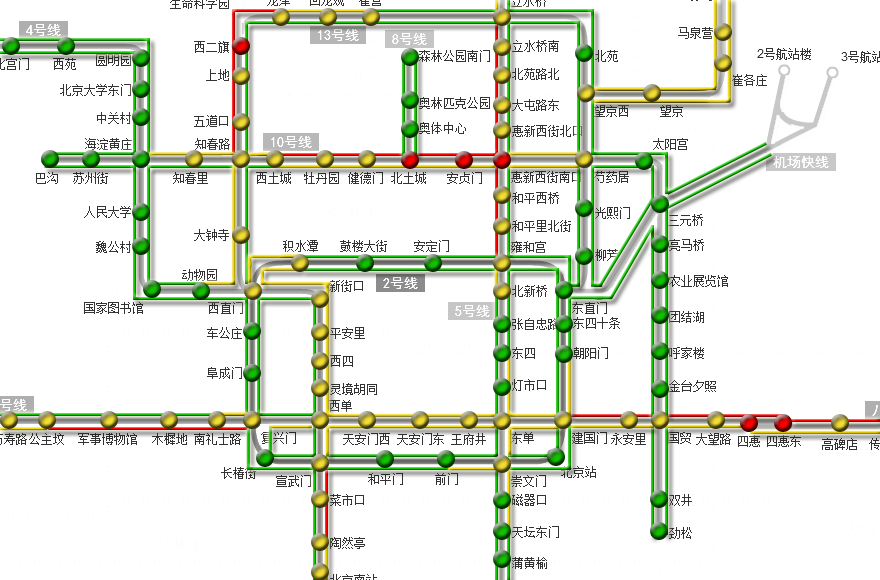 生命科学园
龙泽
回龙观
霍营
立水桥
马泉营
4号线
13号线
8号线
西二旗
森林公园南门
立水桥南
北苑
2号航站楼
3号航站
北宫门
西苑
圆明园
上地
北苑路北
崔各庄
北京大学东门
奥林匹克公园
大屯路东
望京西
望京
中关村
五道口
奥体中心
惠新西街北口
海淀黄庄
知春路
10号线
太阳宫
机场快线
巴沟
苏州街
知春里
西土城
牡丹园
健德门
北土城
安贞门
惠新西街南口
芍药居
和平西桥
人民大学
光熙门
三元桥
大钟寺
和平里北街
魏公村
积水潭
鼓楼大街
安定门
雍和宫
柳芳
亮马桥
动物园
新街口
2号线
北新桥
农业展览馆
国家图书馆
西直门
5号线
东直门
车公庄
平安里
张自忠路
东四十条
团结湖
西四
东四
朝阳门
呼家楼
阜成门
灵境胡同
灯市口
金台夕照
号线
西单
万寿路
公主坟
军事博物馆
木樨地
南礼士路
复兴门
天安门西
天安门东
王府井
东单
建国门
永安里
国贸
大望路
四惠
四惠东
高碑店
传
八
长椿街
宣武门
和平门
前门
崇文门
北京站
菜市口
磁器口
双井
陶然亭
天坛东门
劲松
蒲黄榆
北京南站